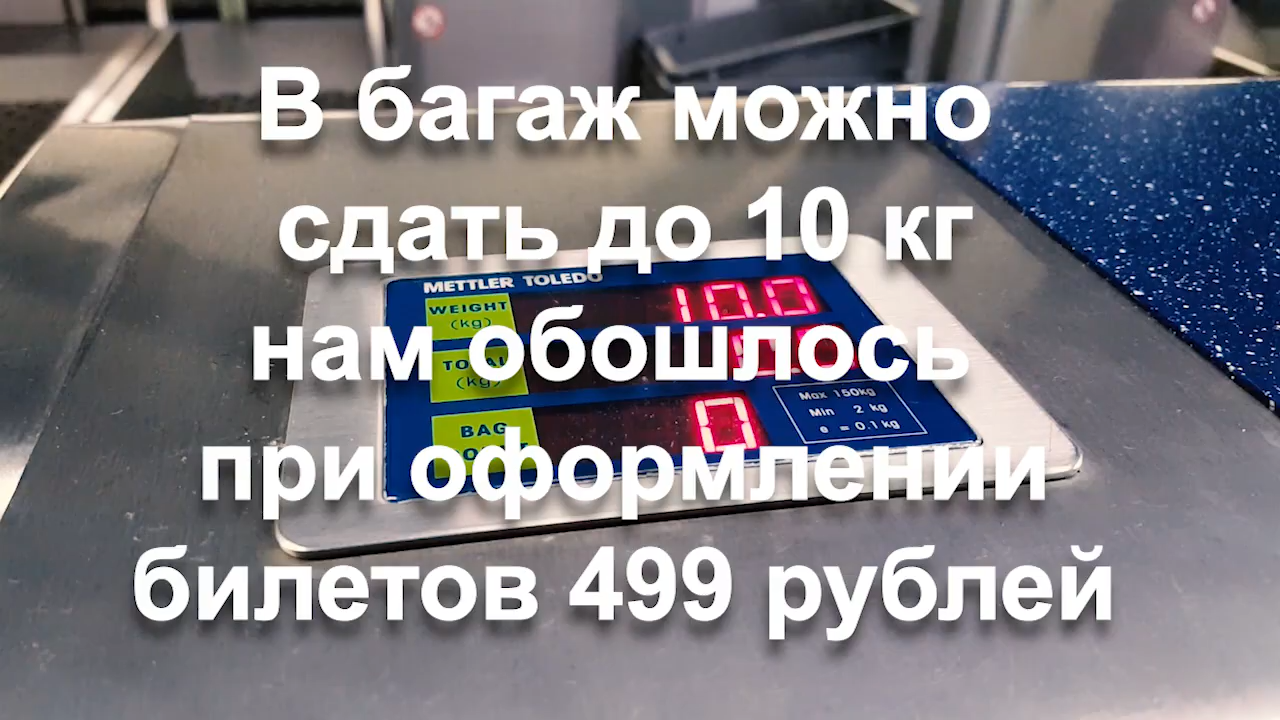 В багаж можно
сдать до 10 кг
METTLER TOLEDO
WEIGHT 10.0
(kg)
нам обошлось
(kg)
Max 150kg
Min 2 kg
e = 0.1 kg
BAG 0
при оформлении
билетов 499 рублей